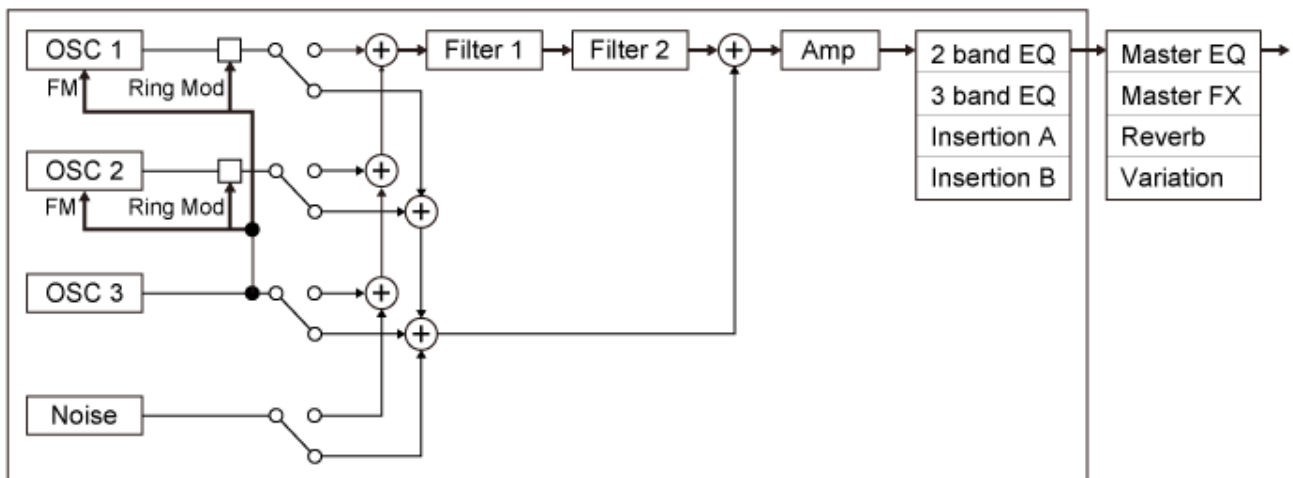 OSC 1
FM
Ring Mod
Filter 1
Filter 2
Amp
2 band EQ
3 band EQ
Insertion A
Insertion B
Master EQ
Master FX
Reverb
Variation
OSC 2
FM
Ring Mod
OSC 3
Noise